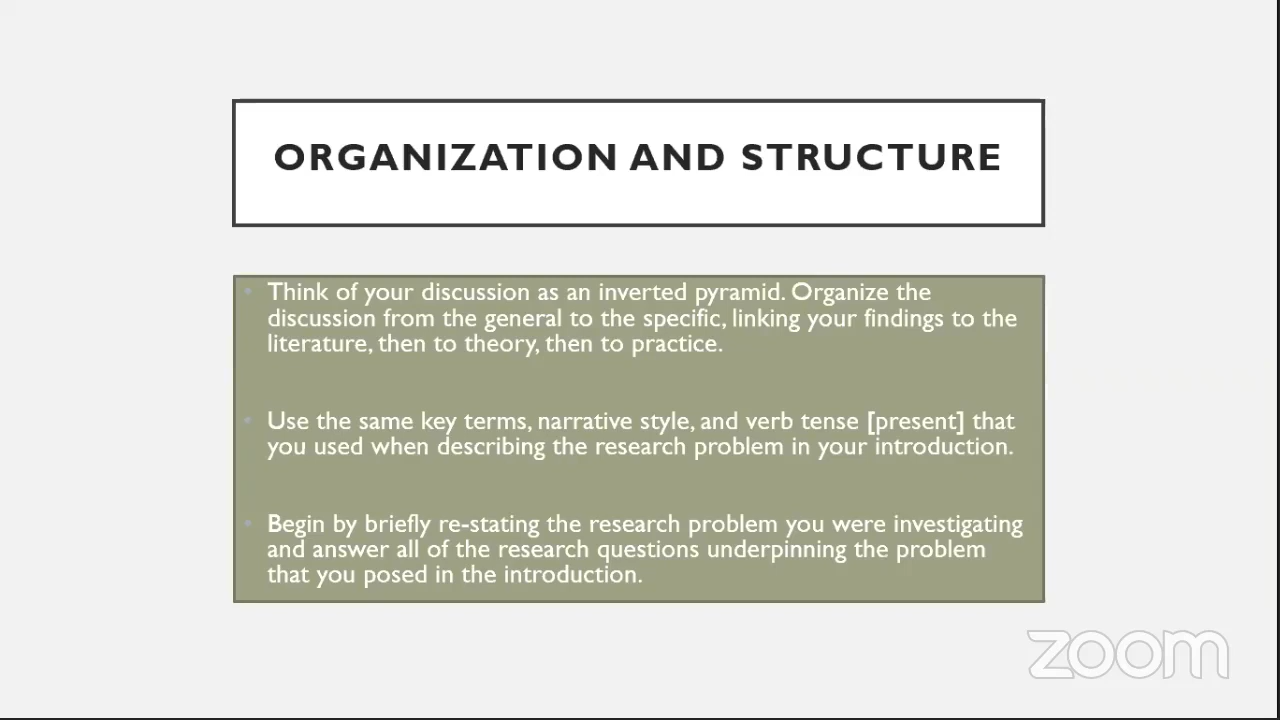 ORGANIZATION AND STRUCTURE
• Think of your discussion as an inverted pyramid. Organize the
discussion from the general to the specific, linking your findings to the
literature, then to theory, then to practice.
• Use the same key terms, narrative style, and verb tense [present] that
you used when describing the research problem in your introduction.
• Begin by briefly re-stating the research problem you were investigating
and answer all of the research questions underpinning the problem
that you posed in the introduction.
zoom